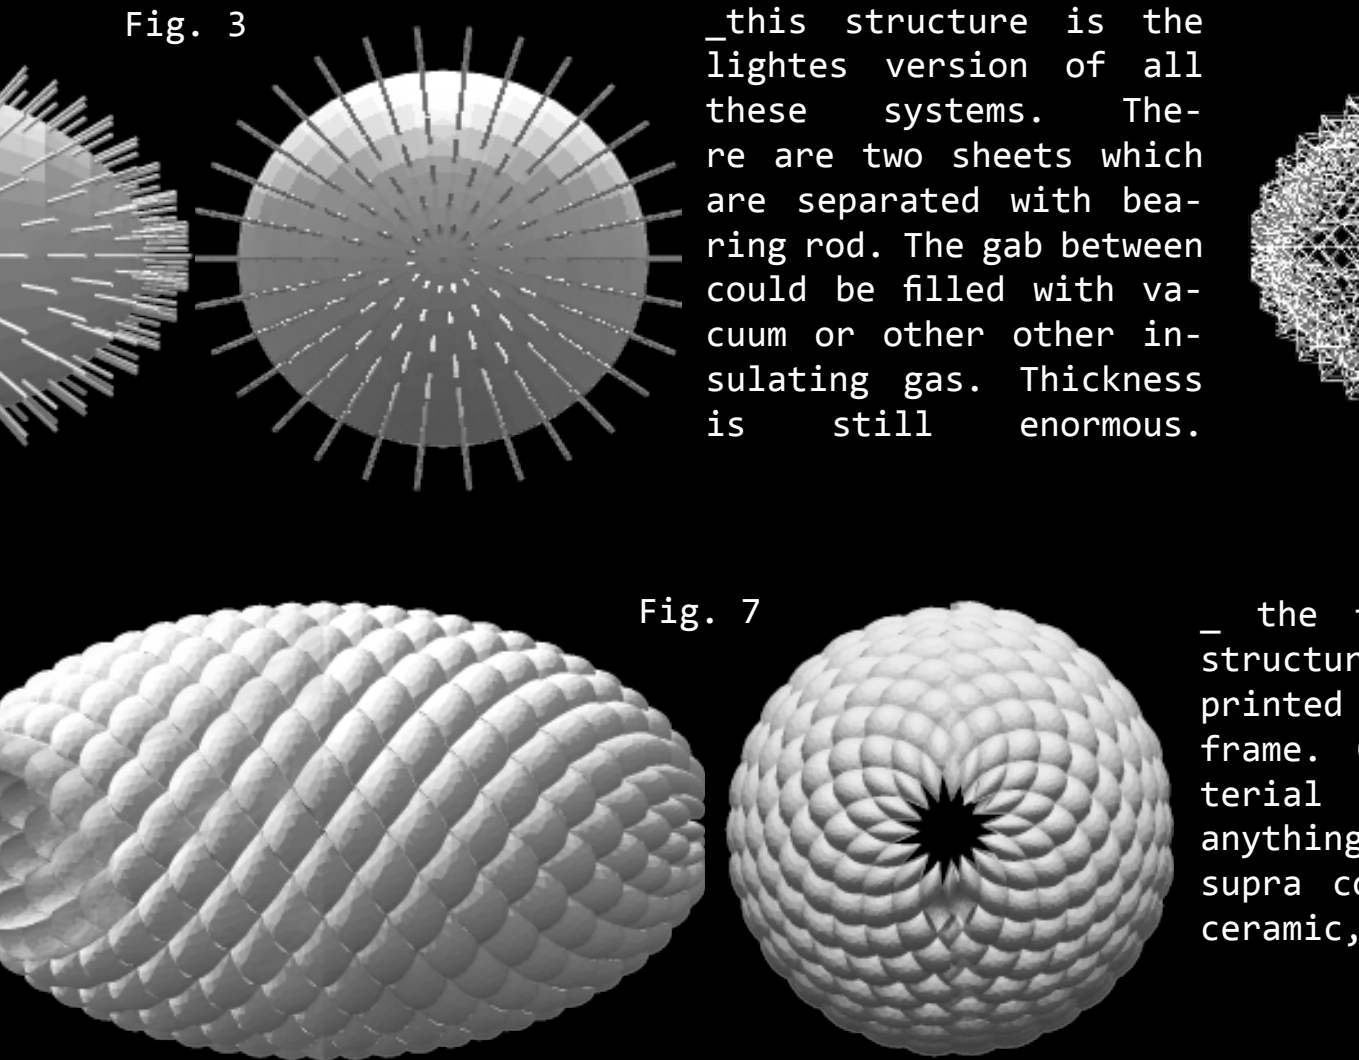 Fig. 3
_this structure is the
lightes version of all
these systems. The-
re are two sheets which
are separated with bea-
ring rod. The gab between
could be filled with va-
cuum or other other in-
sulating gas. Thickness
is still enormous.
Fig. 7
_ the
structur
printed
frame.
terial
anything
supra
ceramic,